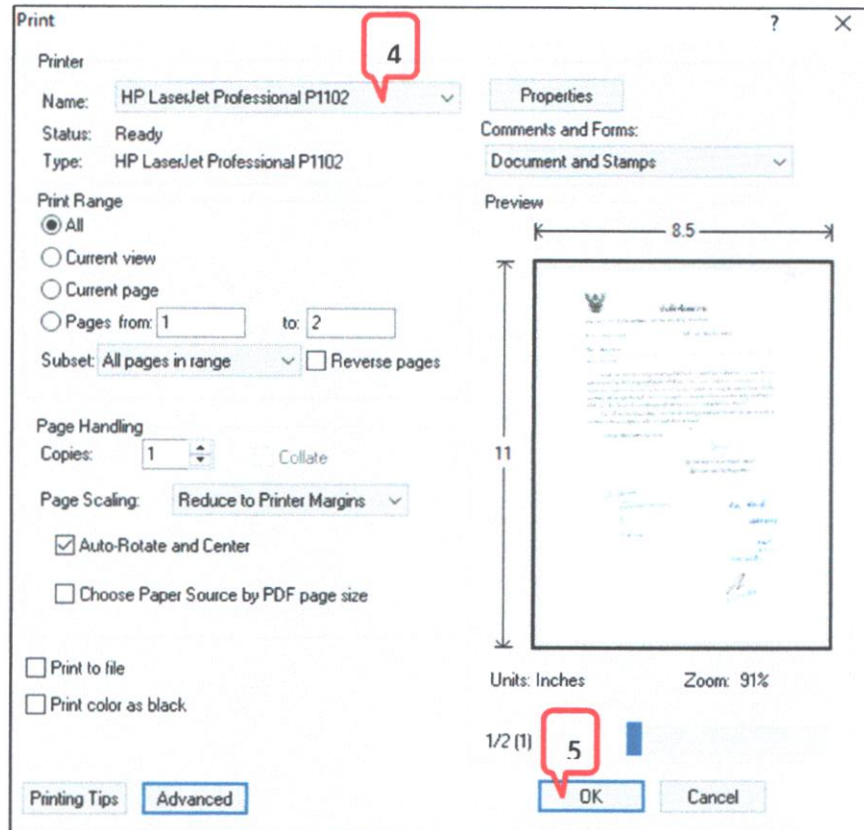 Print ?
4
Printer
Name: HP LaserJet Professional P1102
Properties
Status: Ready
Comments and Forms:
Type: HP LaserJet Professional P1102
Document and Stamps
Print Range
Preview
All
8.5
Current view
Current page
Pages from: 1 to: 2
Subset: All pages in range
Reverse pages
Page Handling
Copies: 1
Collate
11
Page Scaling: Reduce to Printer Margins
Auto-Rotate and Center
Choose Paper Source by PDF page size
Print to file
Units: Inches Zoom: 91%
Print color as black
1/2 (1)
5
Printing Tips
Advanced
OK
Cancel